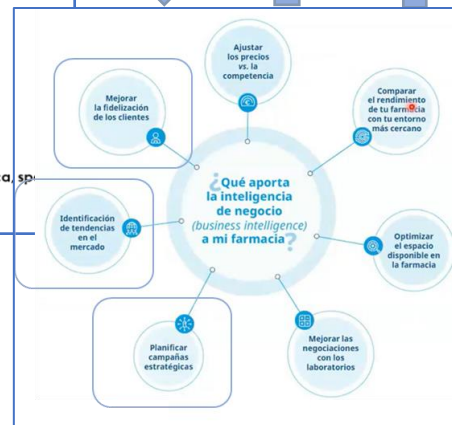 Ajustar
los precios
vs. la
competencia
Mejorar
la fidelización
de los clientes
Comparar
el rendimiento
de tu farmacia
con tu entorno
más cercano
¿Qué aporta
la inteligencia
de negocio
(business intelligence)
a mi farmacia?
Identificación
de tendencias
en el
mercado
Optimizar
el espacio
disponible en
la farmacia
Planificar
campañas
estratégicas
Mejorar las
negociaciones
con los
laboratorios